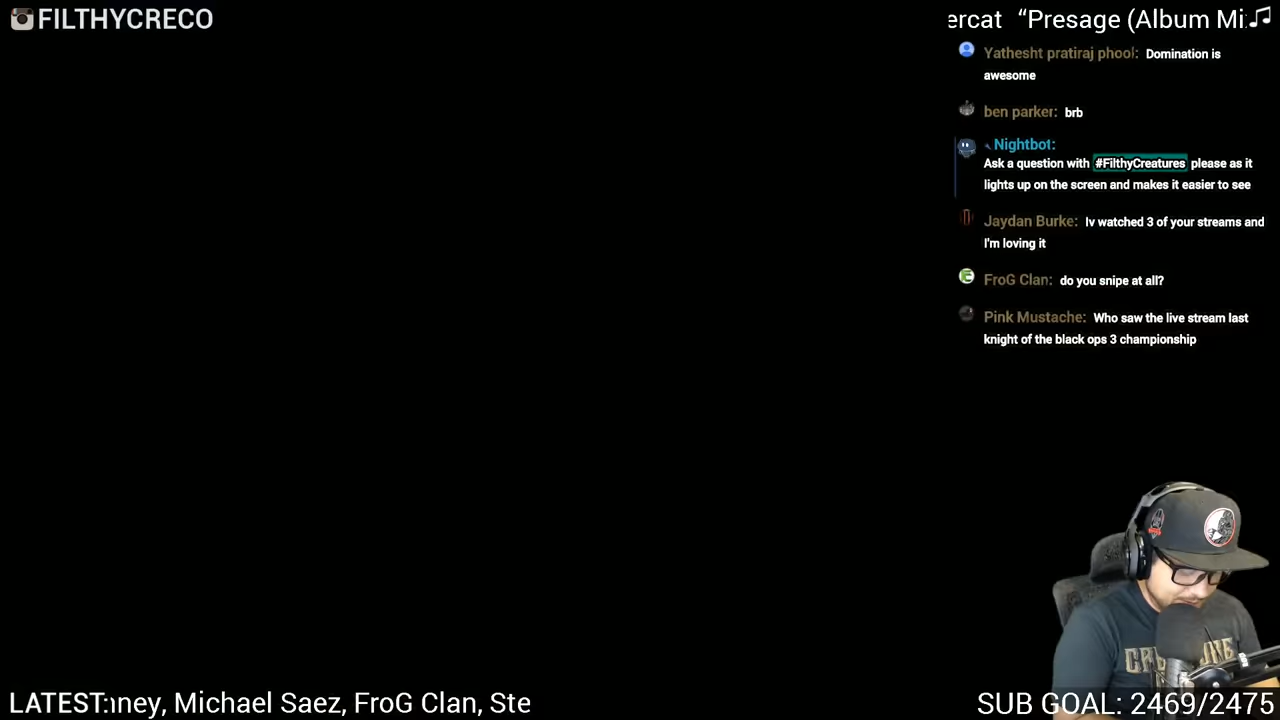 FILTHYCRECO
ercat "Presage (Album Mi
Yathesht pratiraj phool: Domination is
awesome
ben parker: brb
Nightbot:
Ask a question with #FilthyCreatures please as it
lights up on the screen and makes it easier to see
Jaydan Burke: Iv watched 3 of your streams and
I'm loving it
FroG Clan: do you snipe at all?
Pink Mustache: Who saw the live stream last
knight of the black ops 3 championship
LATEST: ney, Michael Saez, FroG Clan, Ste
SUB GOAL: 2469/2475